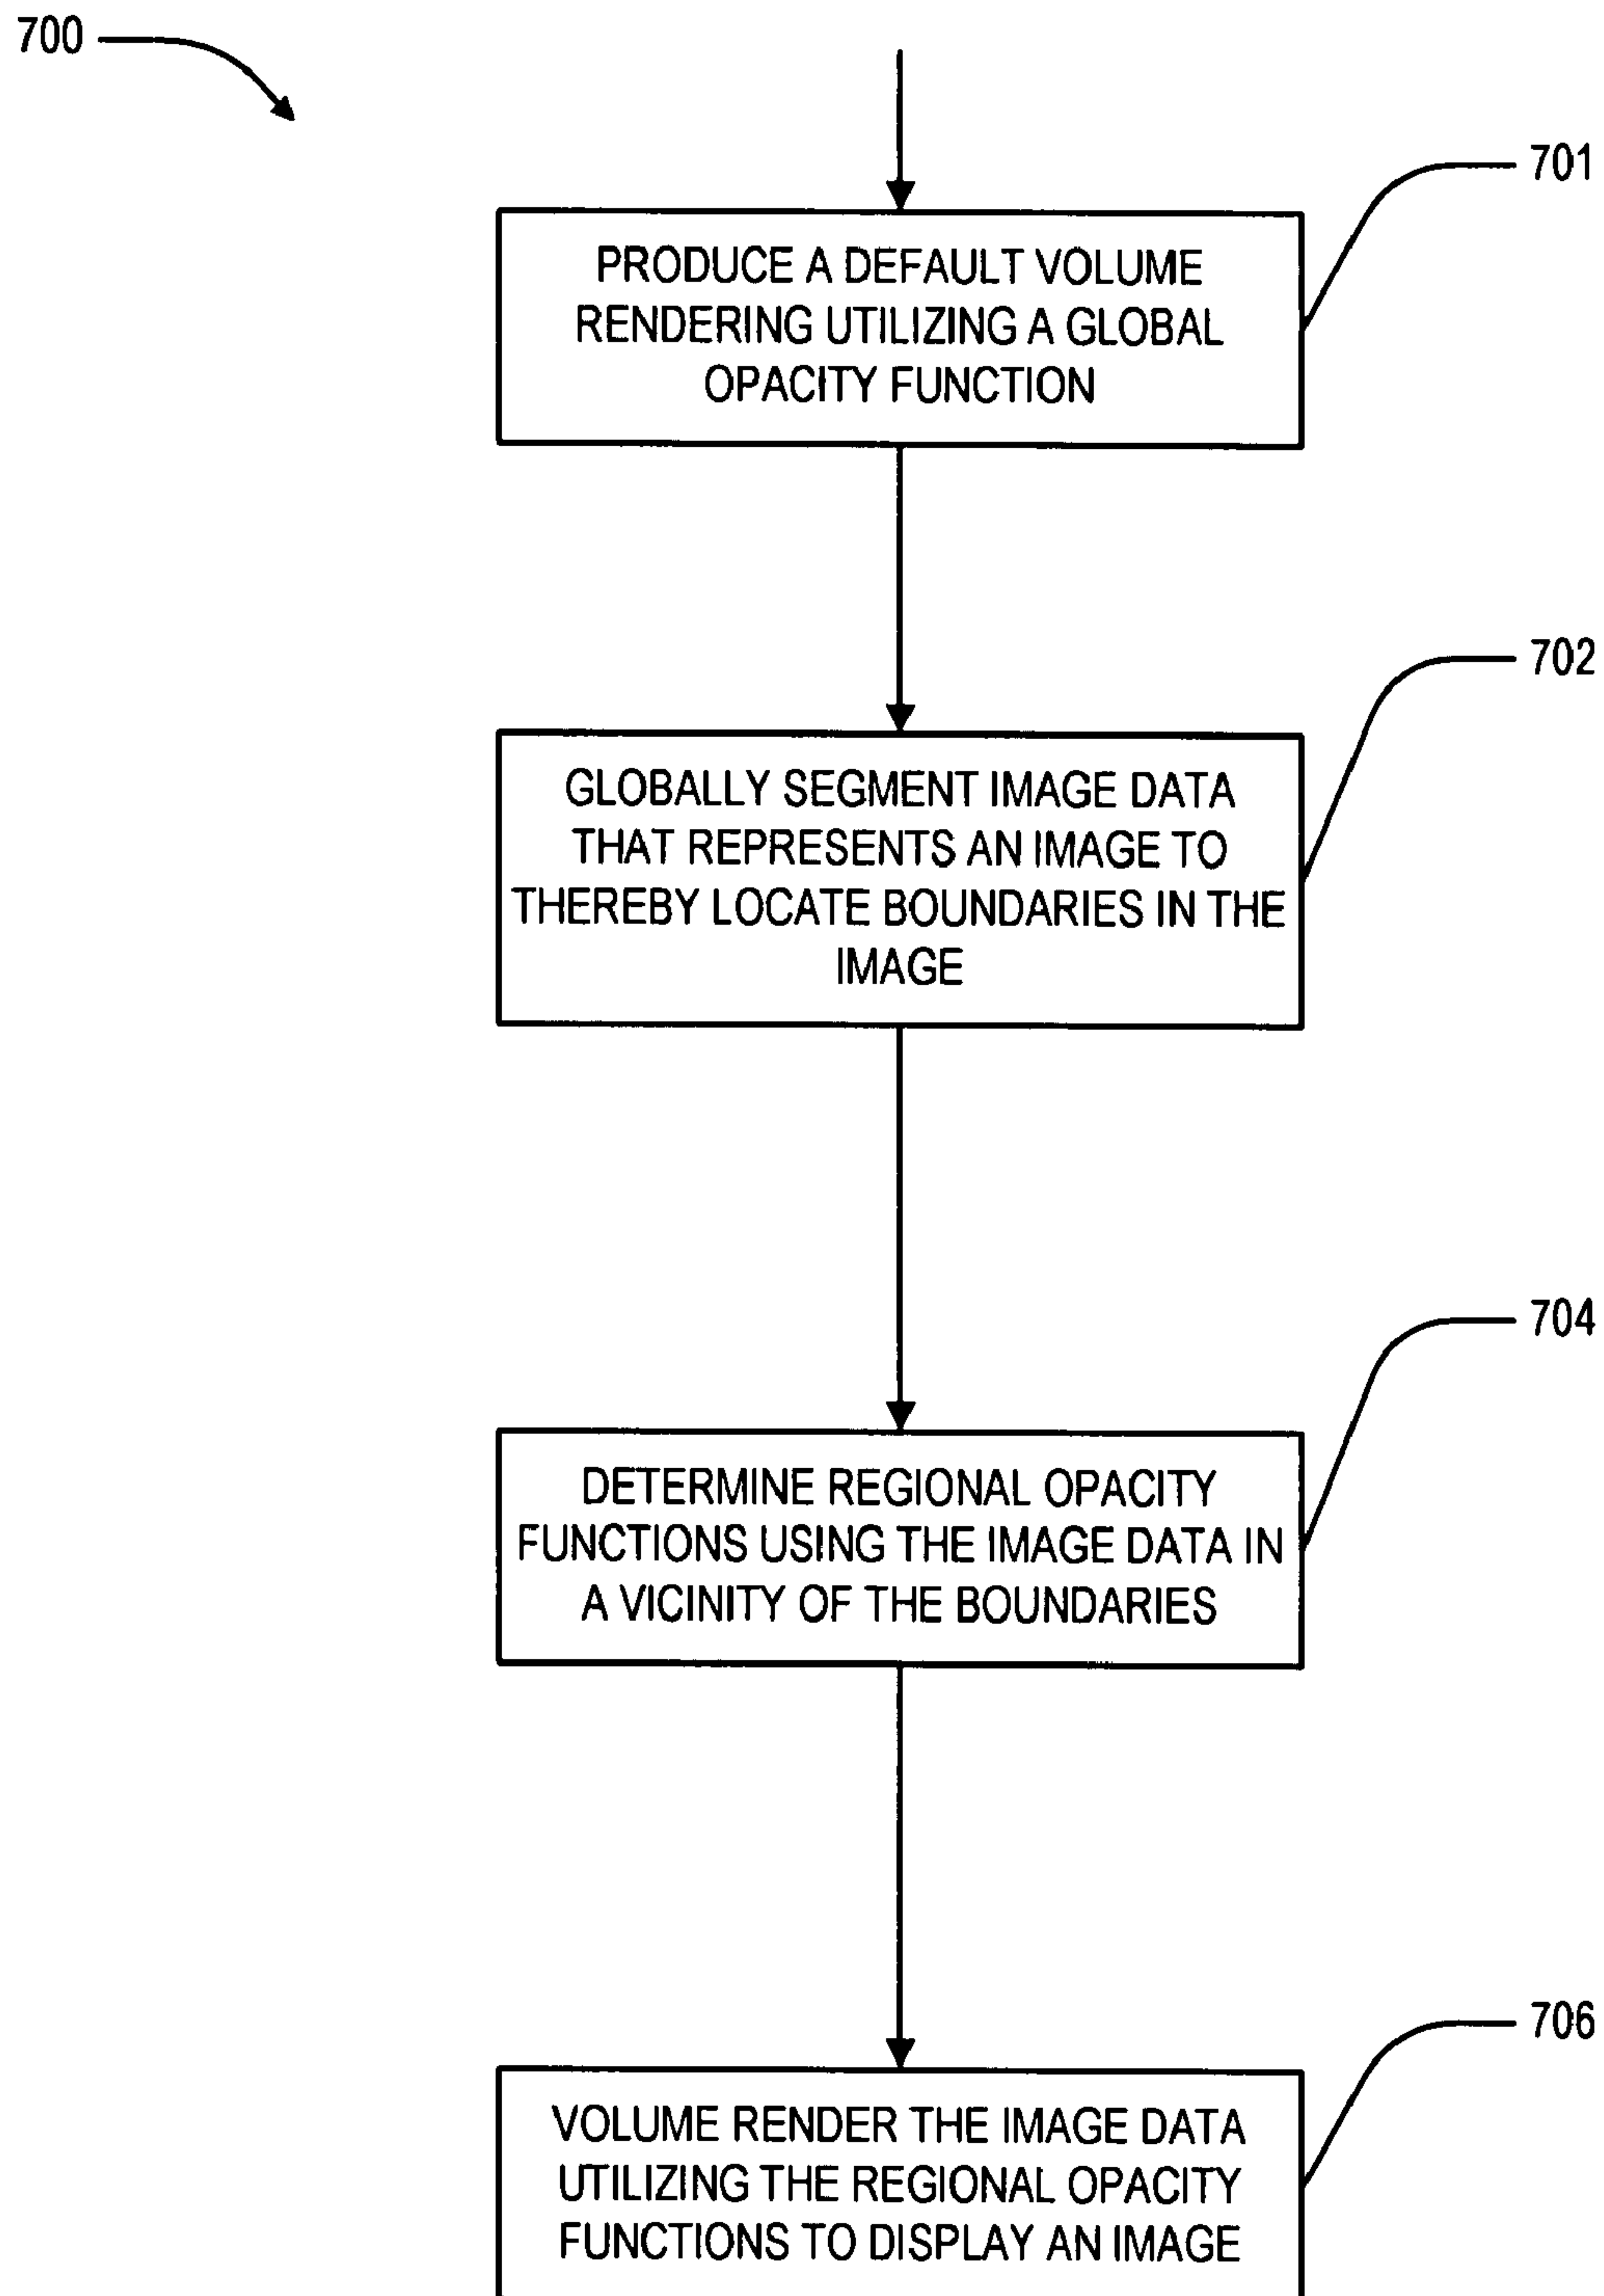 700
701
PRODUCE A DEFAULT VOLUME
RENDERING UTILIZING A GLOBAL
OPACITY FUNCTION
702
GLOBALLY SEGMENT IMAGE DATA
THAT REPRESENTS AN IMAGE TO
THEREBY LOCATE BOUNDARIES IN THE
IMAGE
704
DETERMINE REGIONAL OPACITY
FUNCTIONS USING THE IMAGE DATA IN
A VICINITY OF THE BOUNDARIES
706
VOLUME RENDER THE IMAGE DATA
UTILIZING THE REGIONAL OPACITY
FUNCTIONS TO DISPLAY AN IMAGE